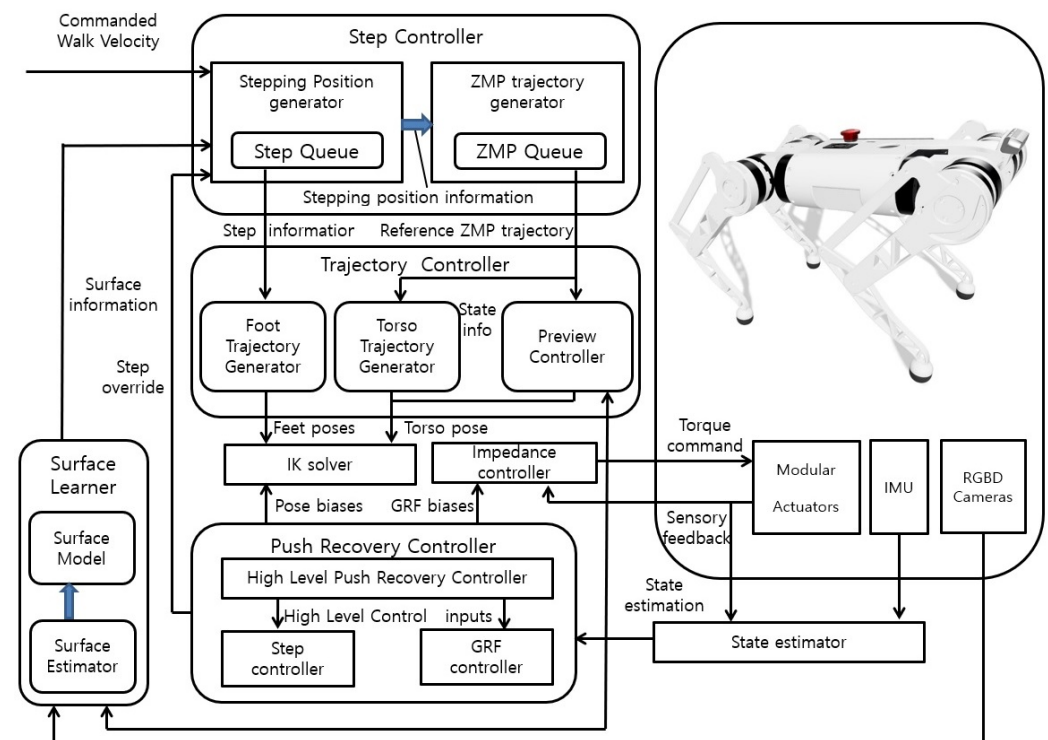 Commanded
Walk Velocity
Step Controller
Stepping Position
generator
ZMP trajectory
generator
Step Queue
ZMP Queue
Stepping position information
Step information
Reference ZMP trajectory
Trajectory Controller
Surface
information
State
info
Foot
Trajectory
Generator
Torso
Trajectory
Generator
Preview
Controller
Step
override
Feet poses
Torso pose
Torque
command
IK solver
Impedance
controller
Modular
Actuators
IMU
RGBD
Cameras
Surface
Learner
Pose biases
GRF biases
Sensory
feedback
Surface
Model
Push Recovery Controller
High Level Push Recovery Controller
High Level Control inputs
State
estimation
Surface
Estimator
Step
controller
GRF
controller
State estimator